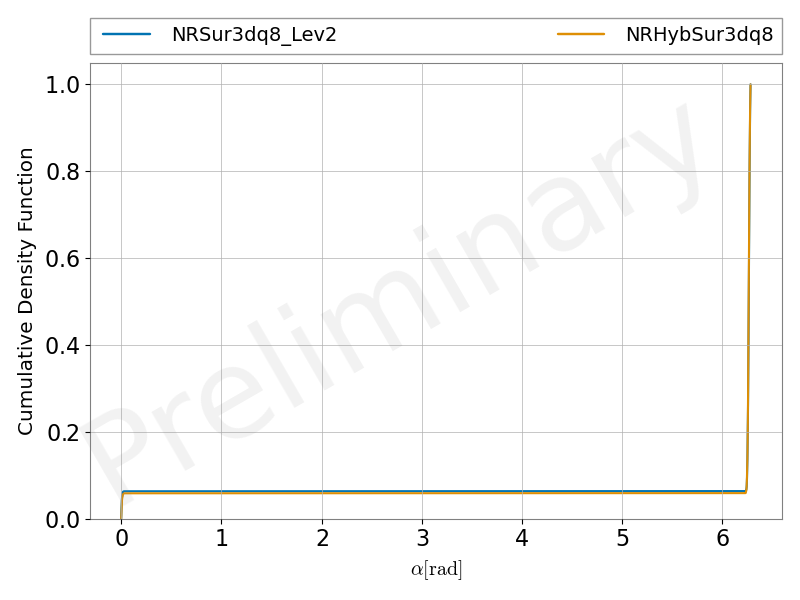 NRSur3dq8_Lev2 NRHybSur3dq8
1.0
0.8
0.6
0.4
0.2
0.0
Cumulative Density Function
Preliminary
0 1 2 3 4 5 6
α[rad]